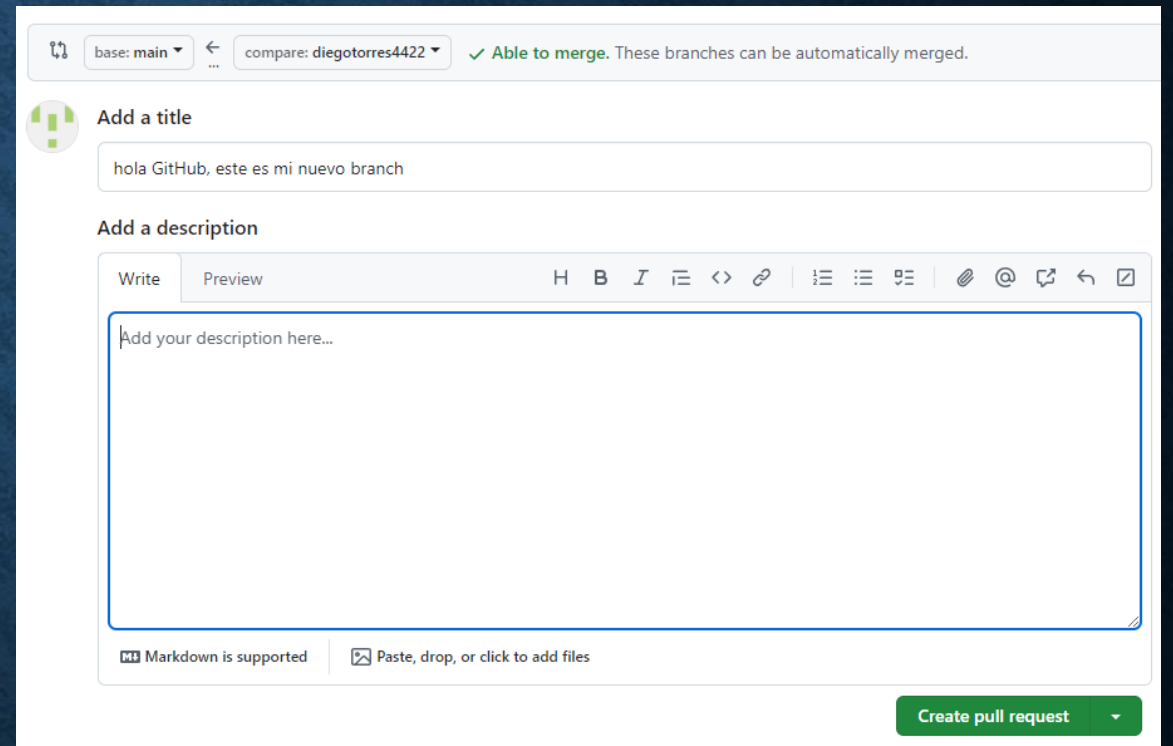 base: main compare: diegotorres4422 Able to merge. These branches can be automatically merged.
Add a title
hola GitHub, este es mi nuevo branch
Add a description
Write Preview H B I
Add your description here...
Markdown is supported Paste, drop, or click to add files
Create pull request